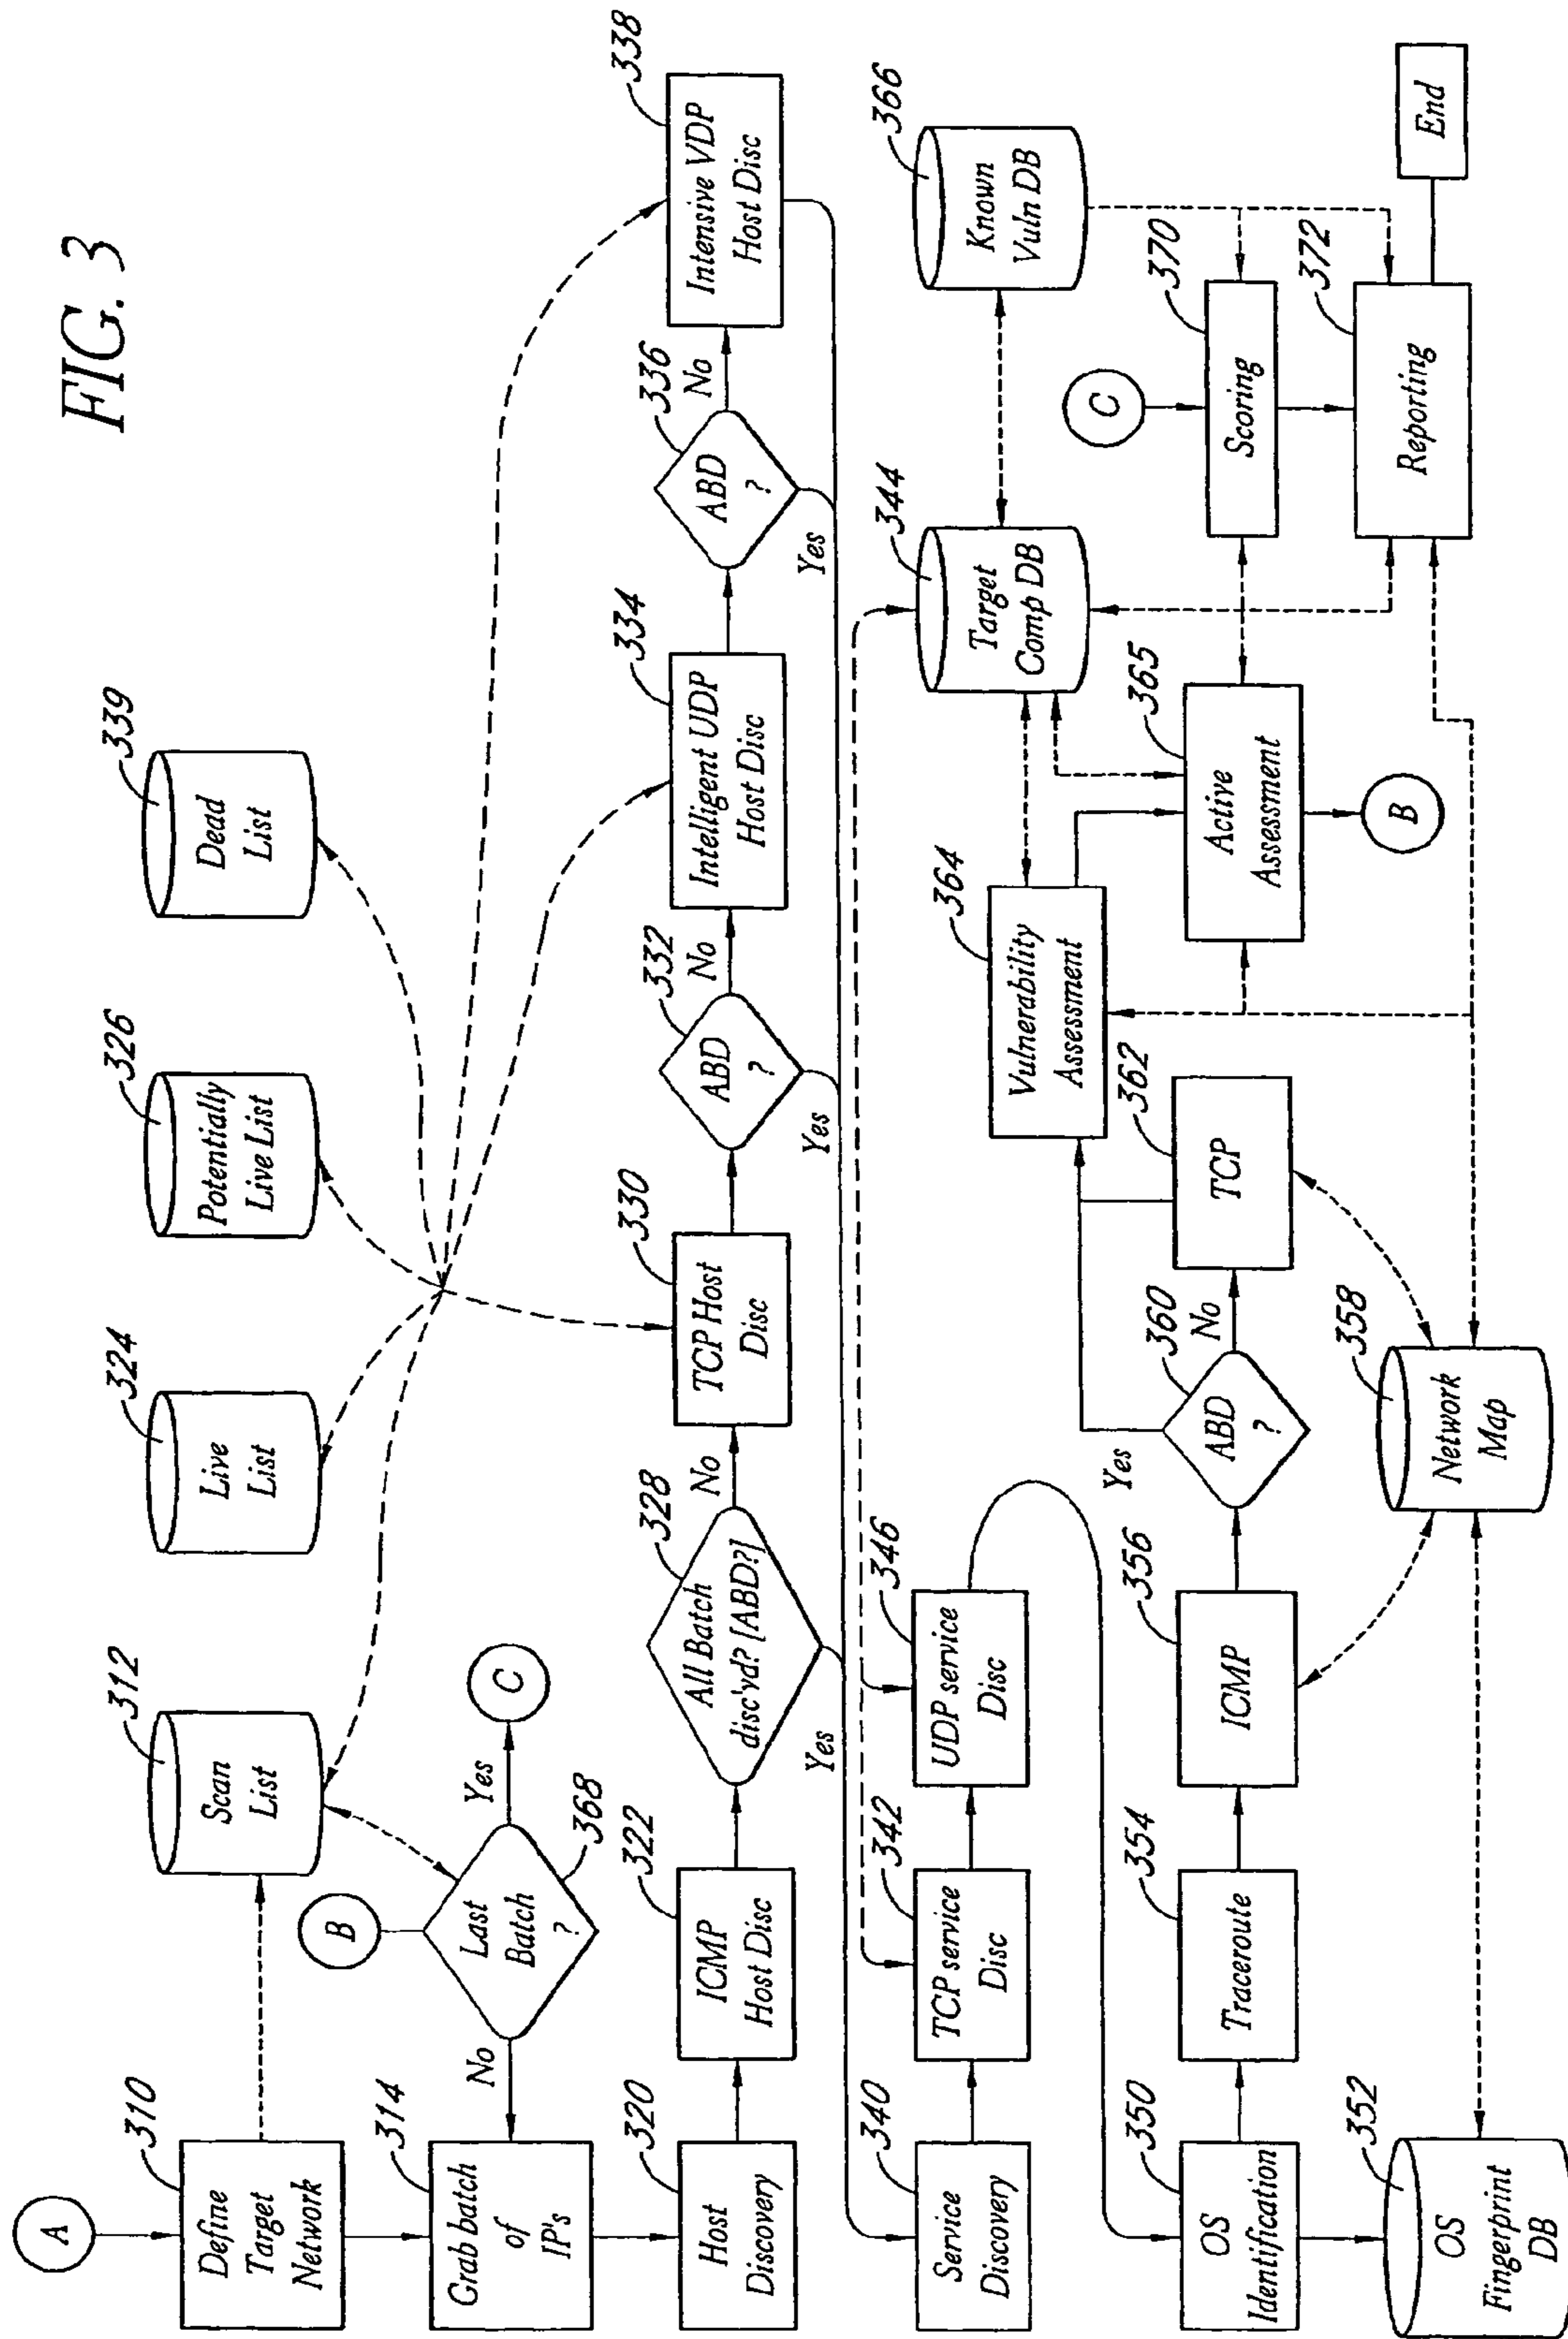 FIG. 3
A
310
Define
Target
Network
312
Scan
List
324
Live
List
326
Potentially
Live List
339
Dead
List
B
314
Grab batch
of
IP's
No
Last
Batch
?
368
Yes
C
320
Host
Discovery
322
ICMP
Host Disc
328
All Batch
disc'vd? [ABD?]
No
Yes
330
TCP Host
Disc
332
ABD
?
No
Yes
334
Intelligent UDP
Host Disc
336
ABD
?
No
Yes
338
Intensive VDP
Host Disc
340
Service
Discovery
342
TCP service
Disc
346
UDP service
Disc
344
Target
Comp DB
366
Known
Vuln DB
350
OS
Identification
354
Traceroute
356
ICMP
360
ABD
?
Yes
No
362
TCP
364
Vulnerability
Assessment
365
Active
Assessment
B
C
370
Scoring
372
Reporting
End
352
OS
Fingerprint
DB
358
Network
Map